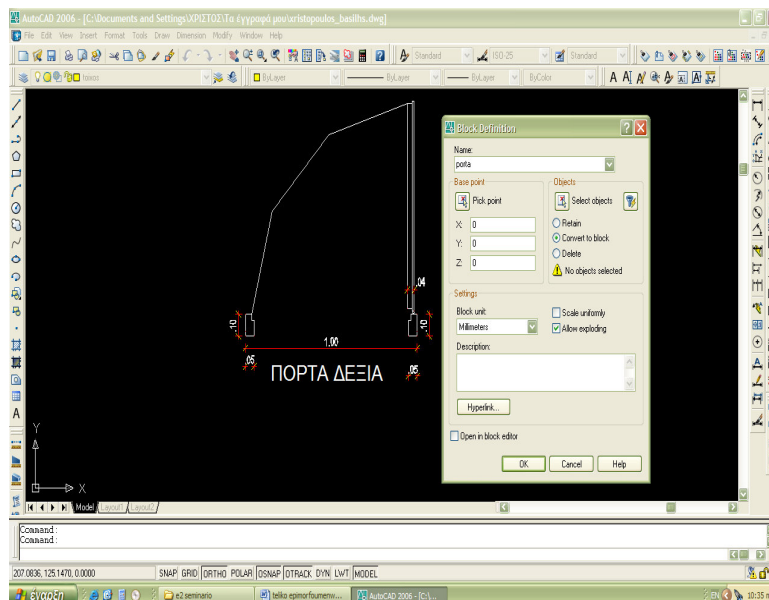 AutoCAD 2006 - [C:\Documents and Settings\ΧΡΙΣΤΟΣ\Τα έγγραφά μου\xristopoulos_basilhs.dwg]
File Edit View Insert Format Tools Draw Dimension Modify Window Help
Standard ISO-25 Standard
toixos ByLayer ByLayer ByLayer ByColor
Block Definition
Name:
porta
Base point
Pick point
X: 0
Y: 0
Z: 0
Objects
Select objects
Retain
Convert to block
Delete
No objects selected
Settings
Block unit:
Millimeters
Scale uniformly
Allow exploding
Description:
Hyperlink...
Open in block editor
OK Cancel Help
.04
.10 .10
1.00
.05 .05
ΠΟΡΤΑ ΔΕΞΙΑ
Y
X
Model Layout1 Layout2
Command:
Command:
207.0836, 125.1470, 0.0000 SNAP GRID ORTHO POLAR OSNAP OTRACK DYN LWT MODEL
έναρξη e2 seminario teliko epimorfoumenw... AutoCAD 2006 - [C:\... EN 10:35